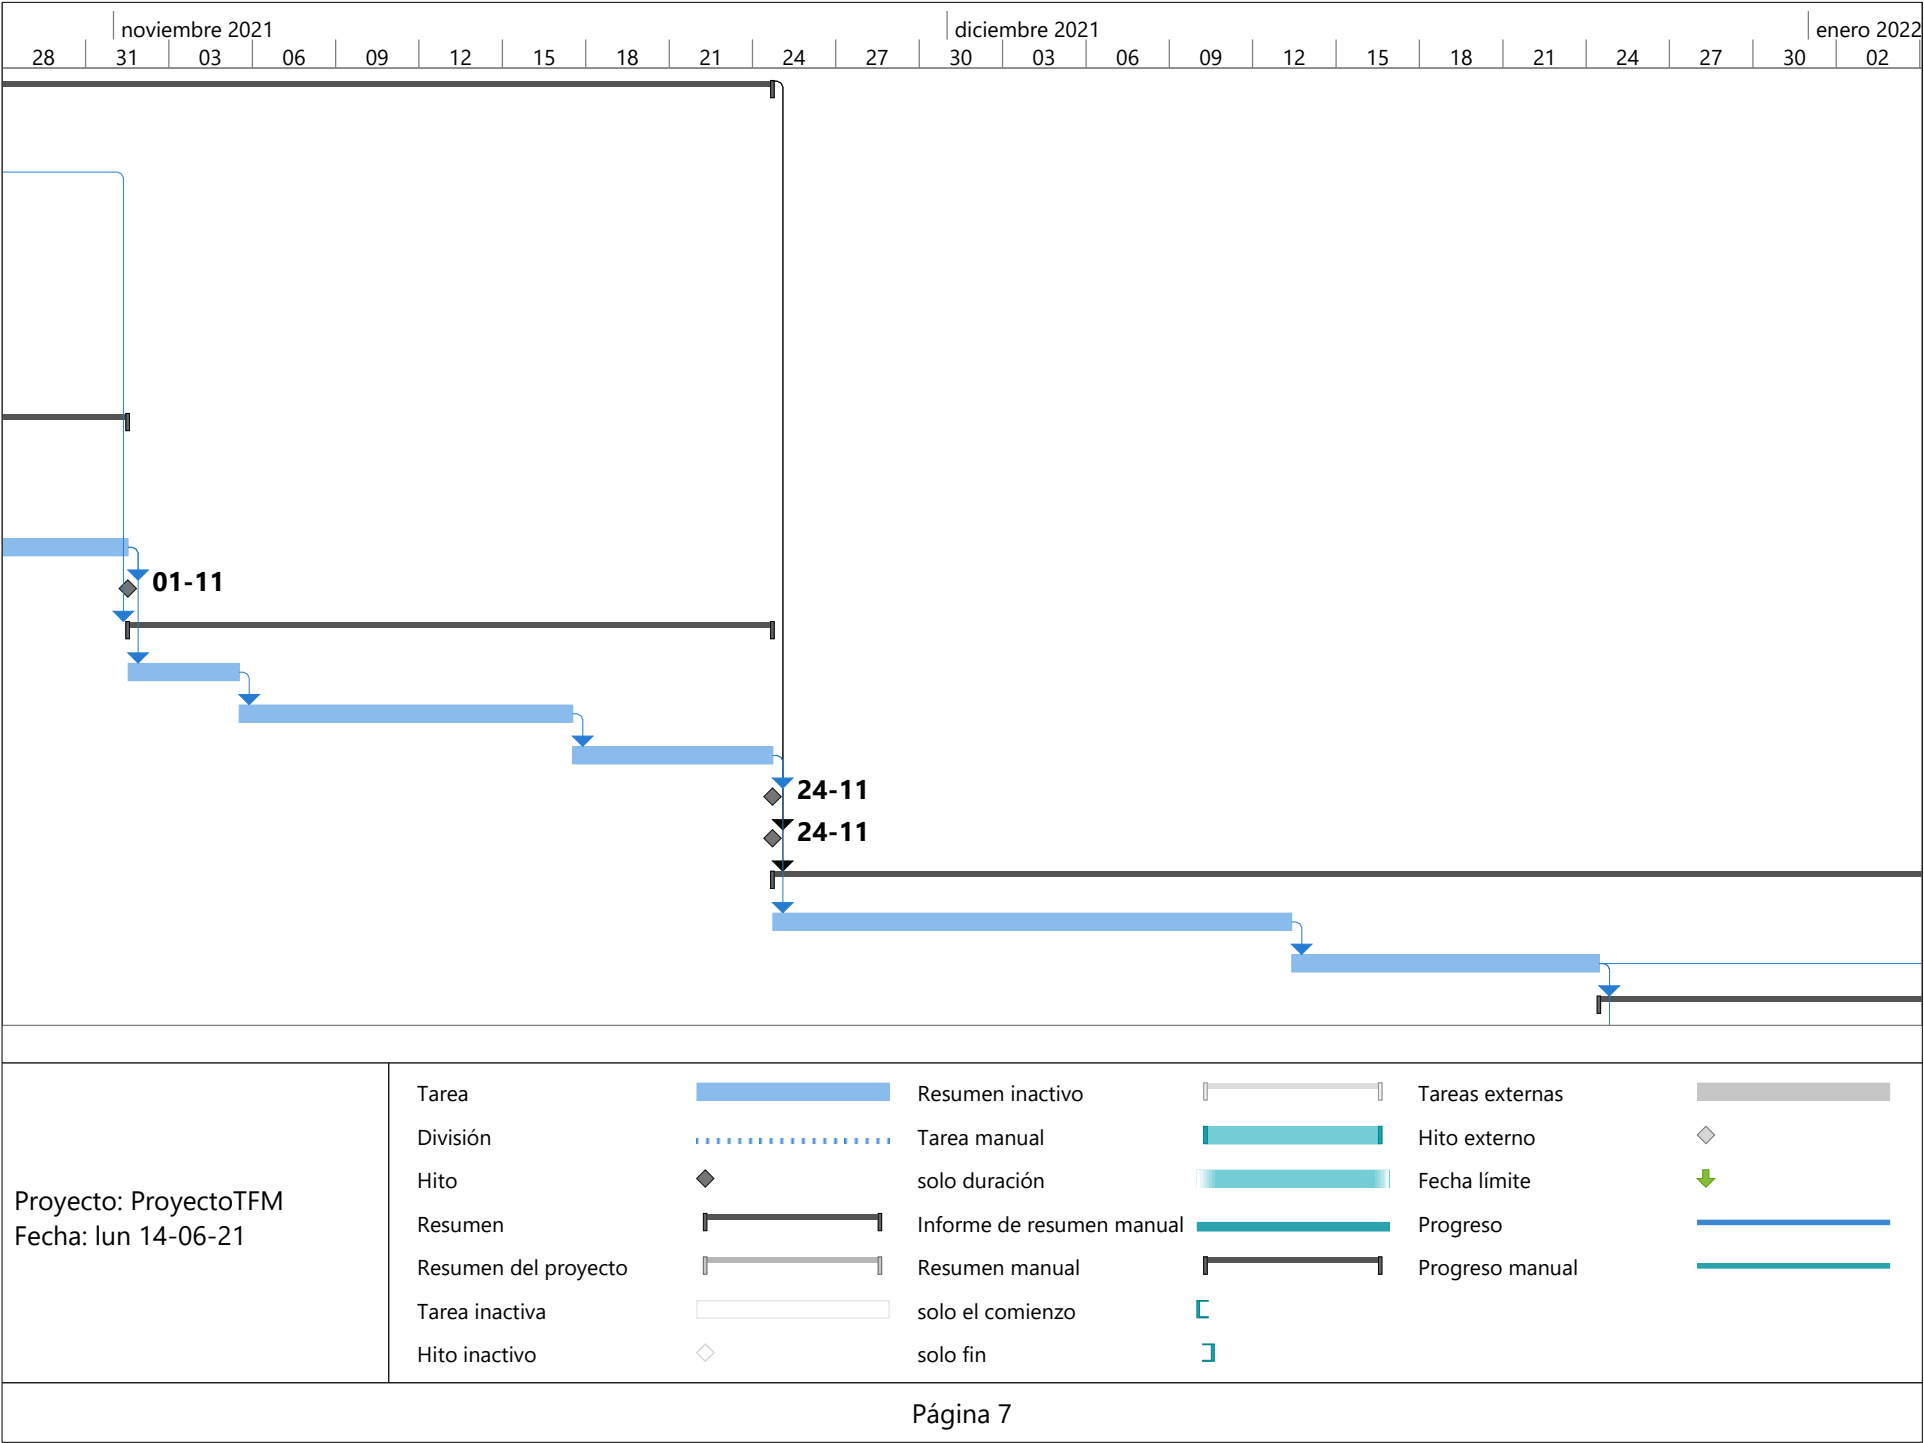 noviembre 2021 diciembre 2021 enero 2022
28 31 03 06 09 12 15 18 21 24 27 30 03 06 09 12 15 18 21 24 27 30 02
01-11
24-11
24-11
Tarea Resumen inactivo Tareas externas
División Tarea manual Hito externo
Hito solo duración Fecha límite
Proyecto: ProyectoTFM
Fecha: lun 14-06-21
Resumen Informe de resumen manual Progreso
Resumen del proyecto Resumen manual Progreso manual
Tarea inactiva solo el comienzo
Hito inactivo solo fin
Página 7